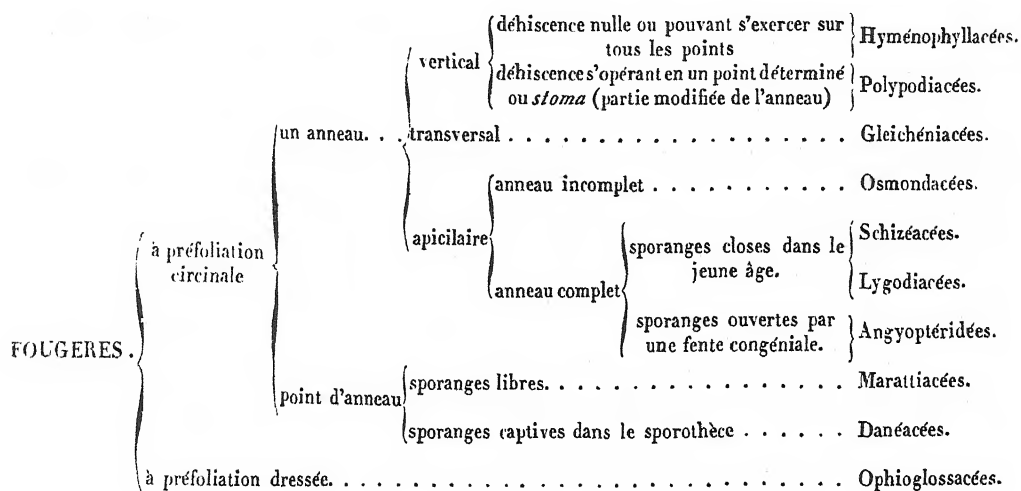 déhiscence nulle ou pouvant s'exercer sur
tous les points
Hyménophyllacées.
vertical
déhiscence s'opérant en un point déterminé
ou stoma (partie modifiée de l'anneau)
Polypodiacées.
un anneau. . .
transversal . . . . . . . . . . . . . . . . Gleichéniacées.
anneau incomplet . . . . . . . . . . . Osmondacées.
apicilaire
à préfoliation
circinale
sporanges closes dans le
jeune âge.
Schizéacées.
Lygodiacées.
anneau complet
sporanges ouvertes par
une fente congéniale.
Angyoptéridées.
FOUGERES.
point d'anneau
sporanges libres. . . . . . . . . . . . . . . . Marattiacées.
sporanges captives dans le sporothèce . . . . . . Danéacées.
à préfoliation dressée. . . . . . . . . . . . . . . . . . . . . . . . . . Ophioglossacées.